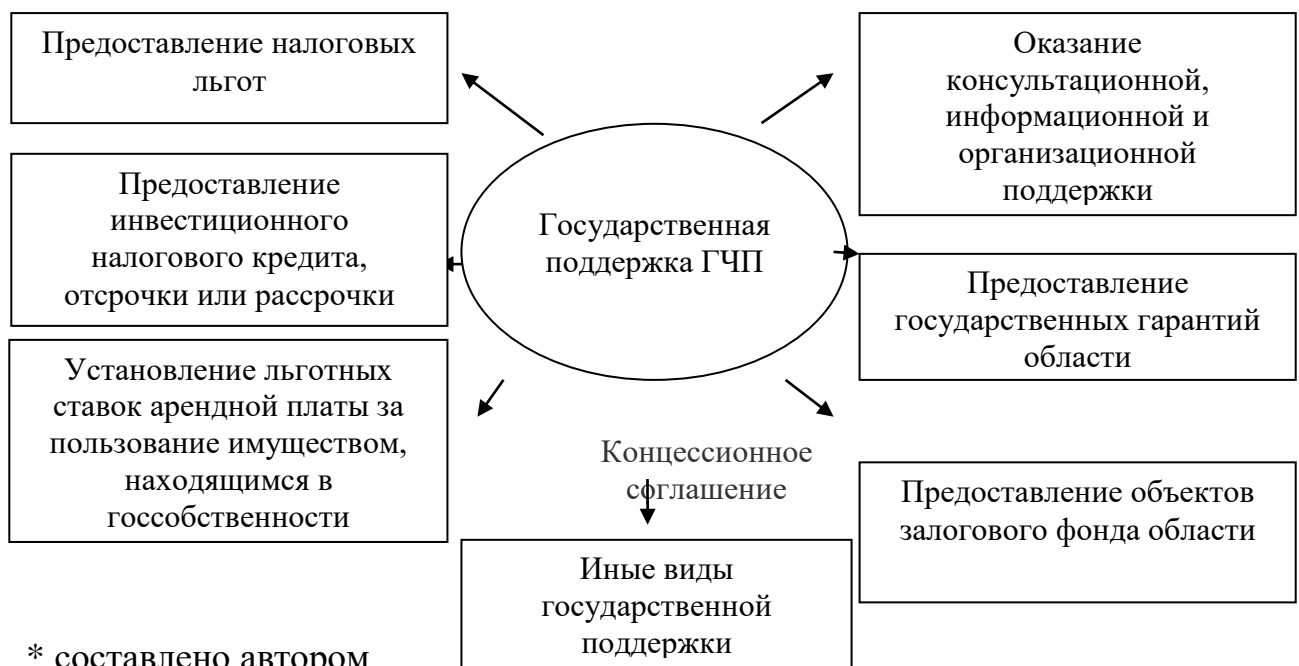 Предоставление налоговых
льгот
Оказание
консультационной,
информационной и
организационной
поддержки
Предоставление
инвестиционного
налогового кредита,
отсрочки или рассрочки
Государственная
поддержка ГЧП
Предоставление
государственных гарантий
области
Установление льготных
ставок арендной платы за
пользование имуществом,
находящимся в
госсобственности
Концессионное
соглашение
Предоставление объектов
залогового фонда области
Иные виды
государственной
поддержки
* составлено автором